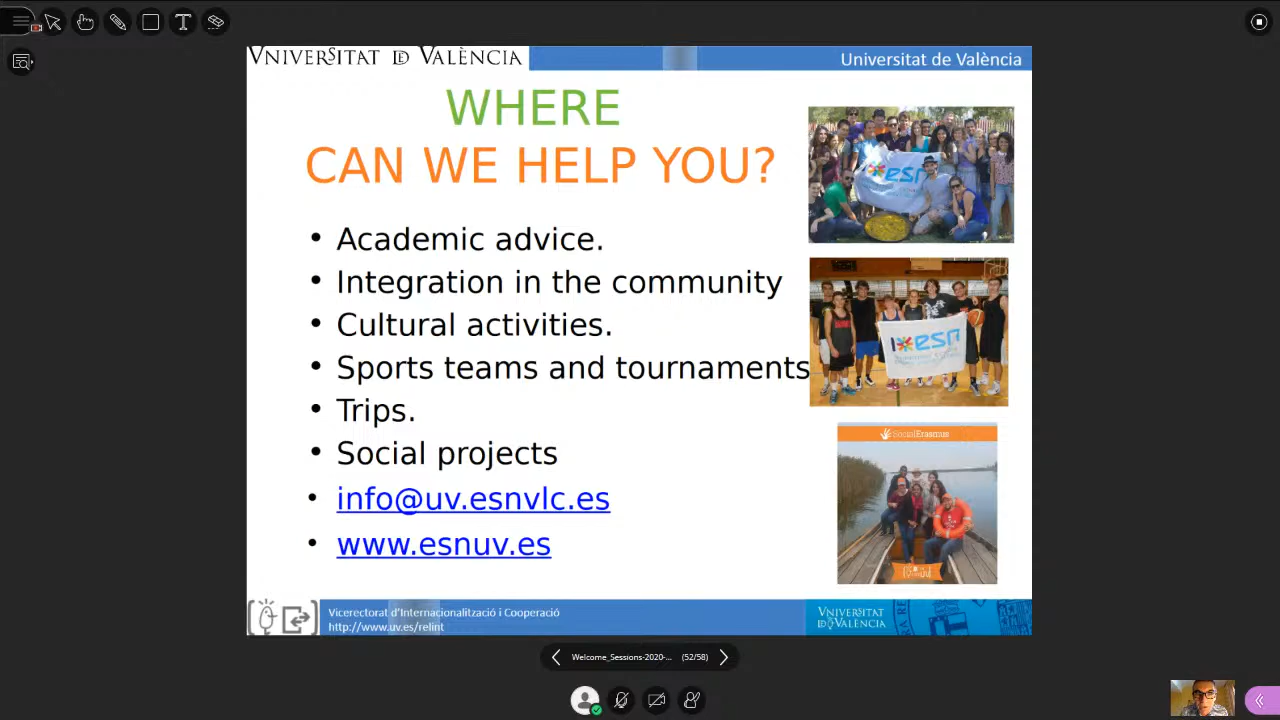 VNIVERSITAT DE VALÈNCIA
Universitat de València
WHERE
CAN WE HELP YOU?
• Academic advice.
• Integration in the community
• Cultural activities.
• Sports teams and tournaments
• Trips.
• Social projects
• info@uv.esnvlc.es
• www.esnuv.es
esn
esn
SocialErasmus
Vicerectorat d'Internacionalització i Cooperació
http://www.uv.es/relint
VNIVERSITAT
DE VALÈNCIA
Welcome_Sessions-2020-... (52/58)